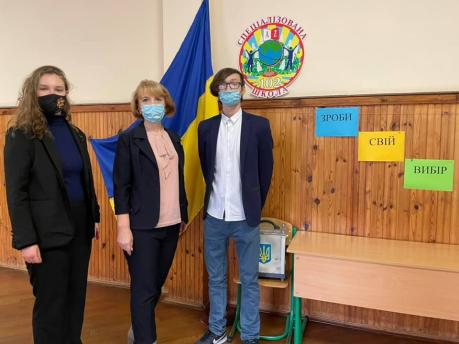 СПЕЦІАЛІЗОВАНА
102
ШКОЛА
ЗРОБИ
СВІЙ
ВИБІР